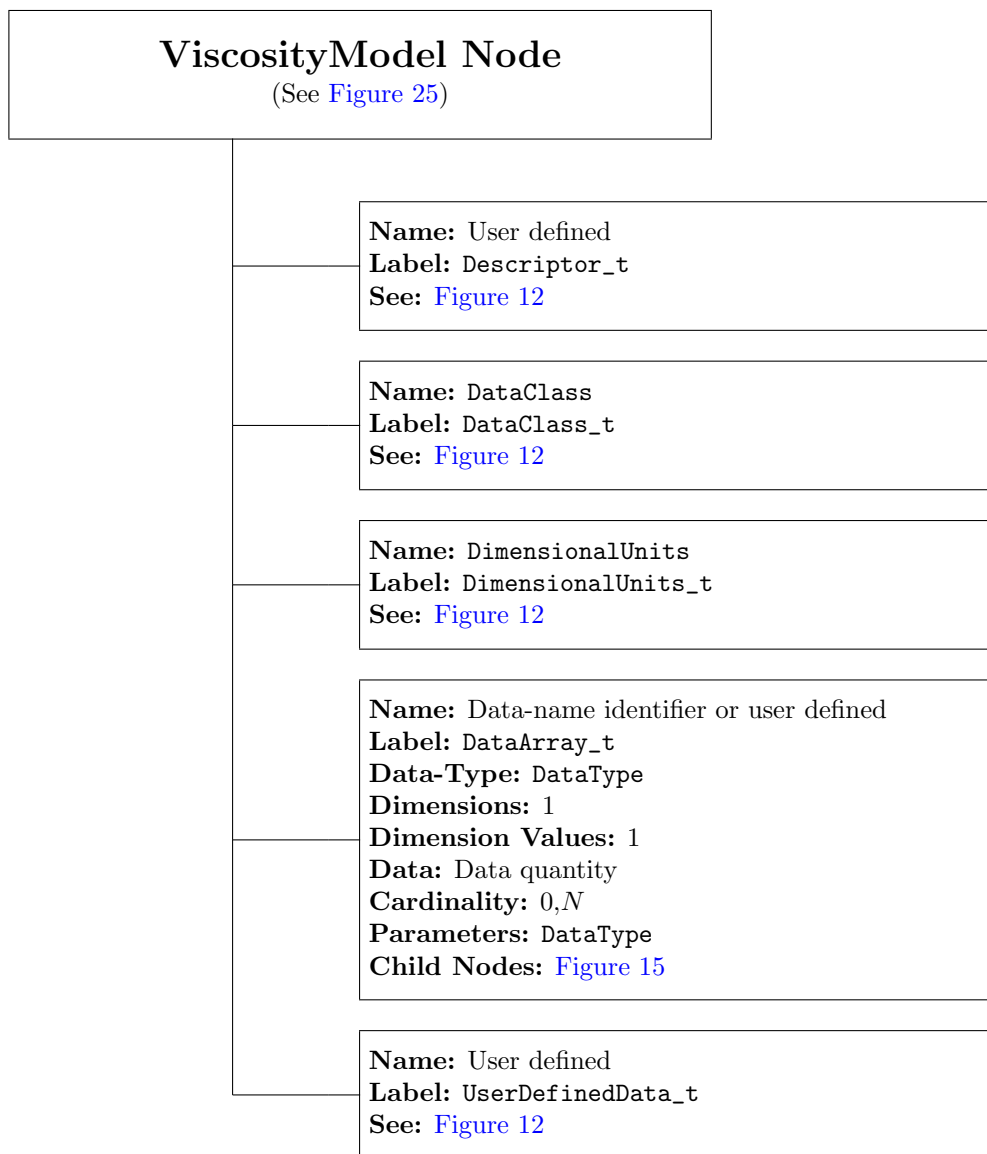 ViscosityModel Node
(See Figure 25)
Name: User defined
Label: Descriptor_t
See: Figure 12
Name: DataClass
Label: DataClass_t
See: Figure 12
Name: DimensionalUnits
Label: DimensionalUnits_t
See: Figure 12
Name: Data-name identifier or user defined
Label: DataArray_t
Data-Type: DataType
Dimensions: 1
Dimension Values: 1
Data: Data quantity
Cardinality: 0,N
Parameters: DataType
Child Nodes: Figure 15
Name: User defined
Label: UserDefinedData_t
See: Figure 12